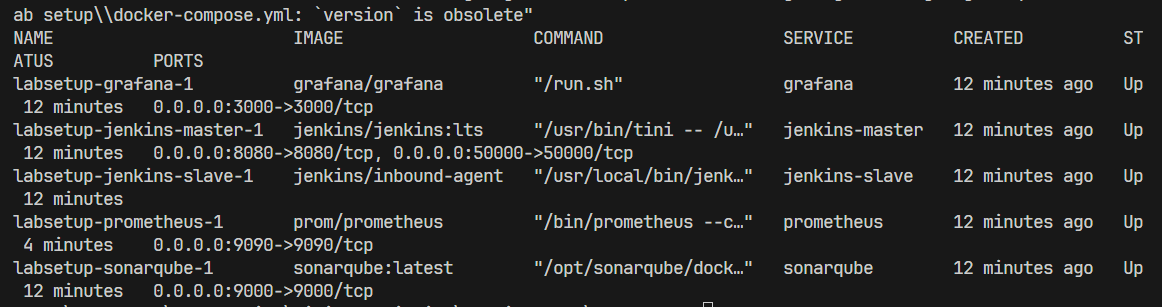 ab setup\\docker-compose.yml: `version` is obsolete"
NAME                        IMAGE                   COMMAND                  SERVICE          CREATED          ST
ATUS          PORTS
labsetup-grafana-1          grafana/grafana         "/run.sh"                grafana          12 minutes ago   Up
 12 minutes   0.0.0.0:3000->3000/tcp
labsetup-jenkins-master-1   jenkins/jenkins:lts     "/usr/bin/tini -- /u…"   jenkins-master   12 minutes ago   Up
 12 minutes   0.0.0.0:8080->8080/tcp, 0.0.0.0:50000->50000/tcp
labsetup-jenkins-slave-1    jenkins/inbound-agent   "/usr/local/bin/jenk…"   jenkins-slave    12 minutes ago   Up
 12 minutes
labsetup-prometheus-1       prom/prometheus         "/bin/prometheus --c…"   prometheus       12 minutes ago   Up
 4 minutes    0.0.0.0:9090->9090/tcp
labsetup-sonarqube-1        sonarqube:latest        "/opt/sonarqube/dock…"   sonarqube        12 minutes ago   Up
 12 minutes   0.0.0.0:9000->9000/tcp